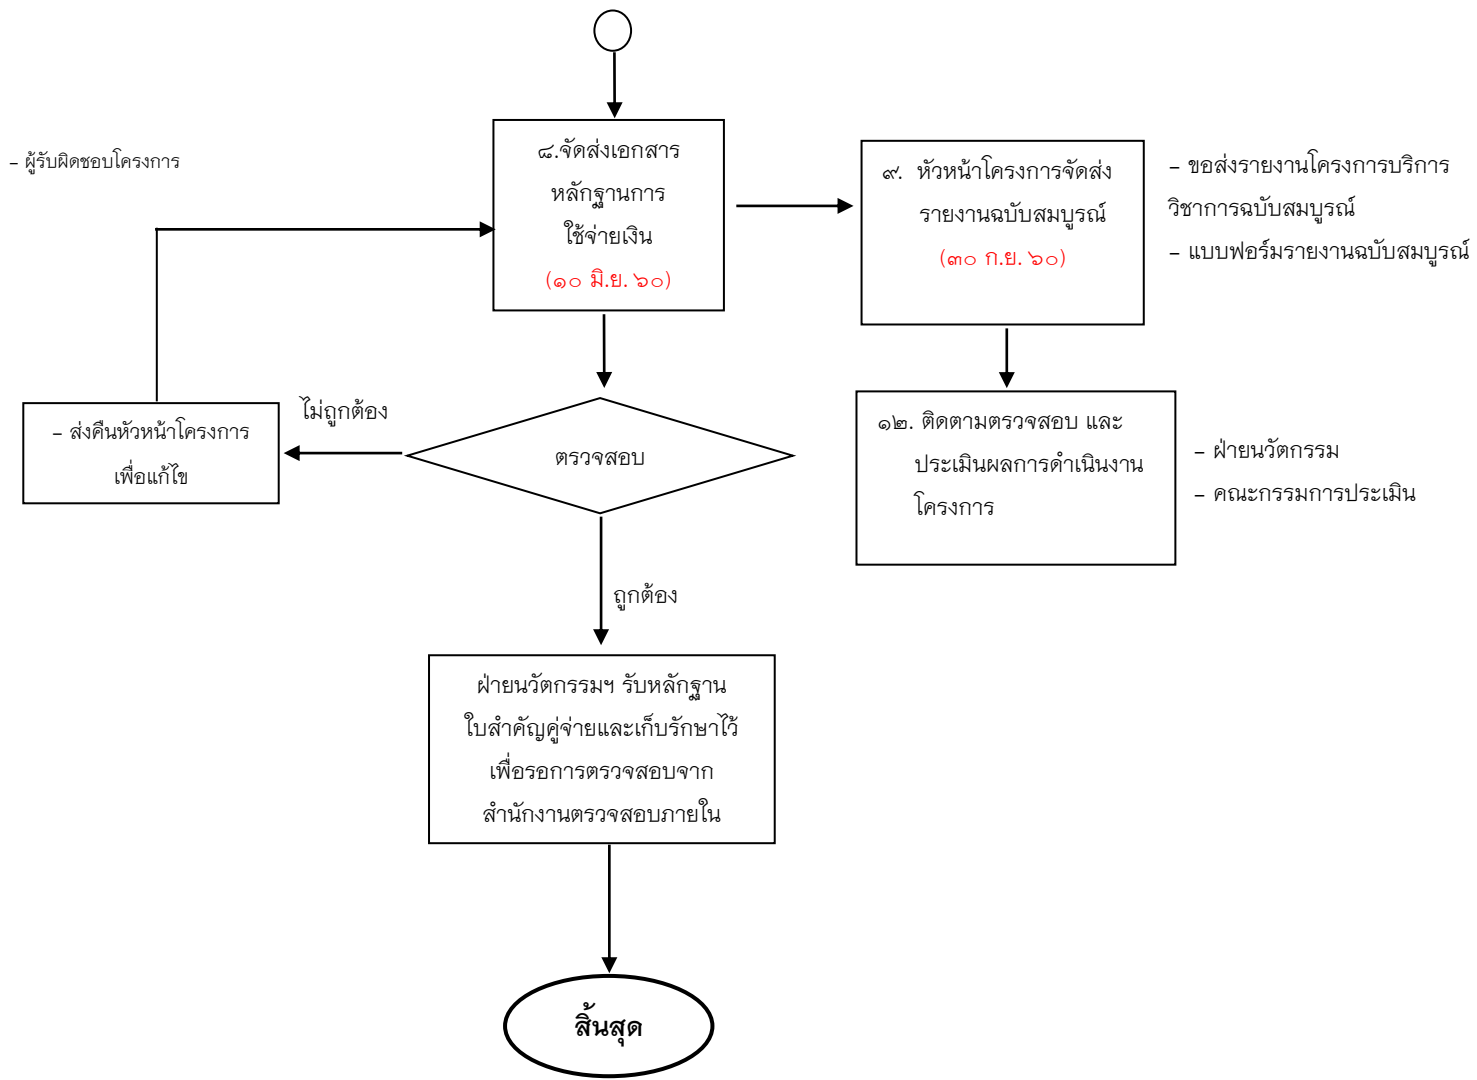 – ผู้รับผิดชอบโครงการ
๘.จัดส่งเอกสาร
หลักฐานการ
ใช้จ่ายเงิน
(๑๐ มิ.ย. ๖๐)
๙. หัวหน้าโครงการจัดส่ง
รายงานฉบับสมบูรณ์
(๓๐ ก.ย. ๖๐)
– ขอส่งรายงานโครงการบริการ
วิชาการฉบับสมบูรณ์
– แบบฟอร์มรายงานฉบับสมบูรณ์
– ส่งคืนหัวหน้าโครงการ
เพื่อแก้ไข
ไม่ถูกต้อง
ตรวจสอบ
๑๒. ติดตามตรวจสอบ และ
ประเมินผลการดำเนินงาน
โครงการ
– ฝ่ายนวัตกรรม
– คณะกรรมการประเมิน
ถูกต้อง
ฝ่ายนวัตกรรมฯ รับหลักฐาน
ใบสำคัญคู่จ่ายและเก็บรักษาไว้
เพื่อรอการตรวจสอบจาก
สำนักงานตรวจสอบภายใน
สิ้นสุด